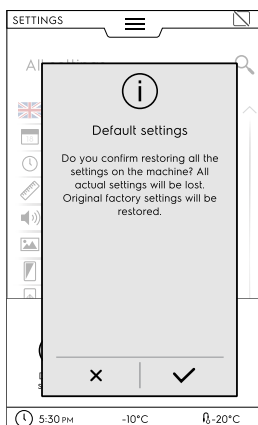 SETTINGS
Default settings
Do you confirm restoring all the
settings on the machine? All
actual settings will be lost.
Original factory settings will be
restored.
5:30 PM
-10°C
-20°C